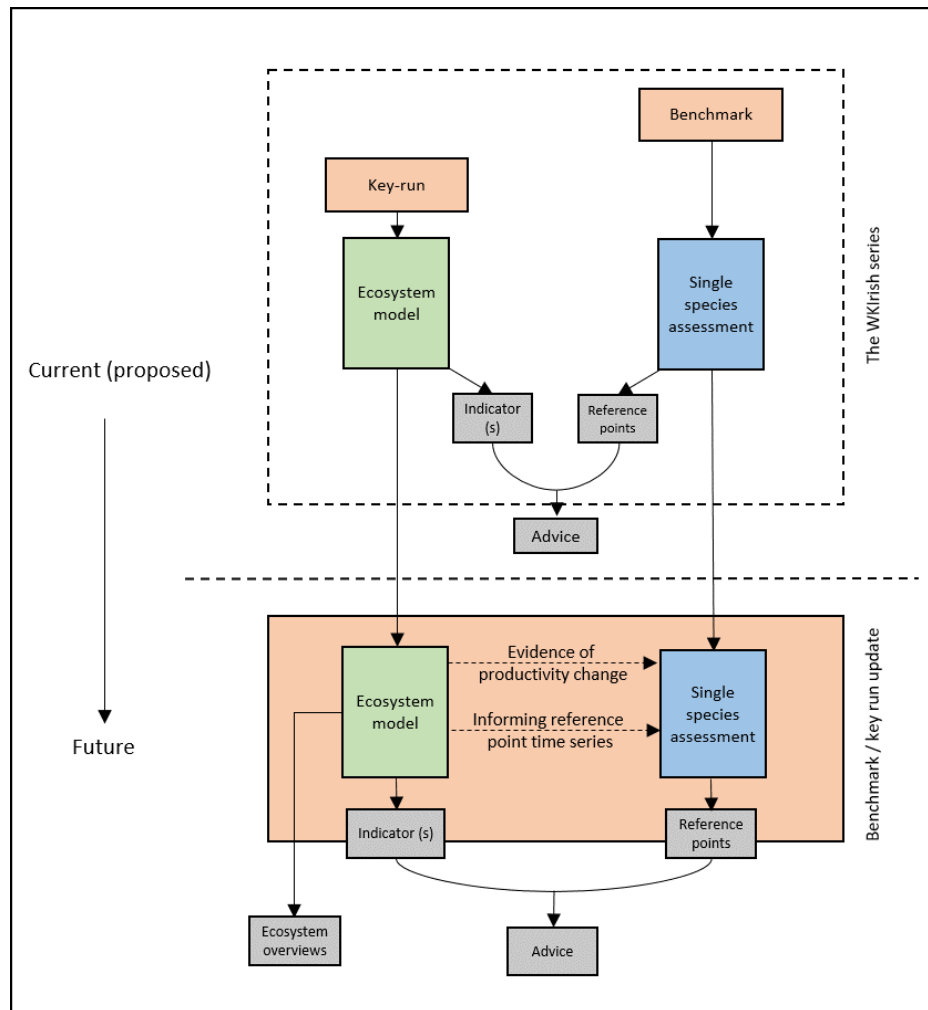 Benchmark
Key-run
Ecosystem
model
Single
species
assessment
The WKIrish series
Current (proposed)
Indicator
(s)
Reference
points
Advice
Evidence of
productivity change
Ecosystem
model
Single
species
assessment
Informing reference
point time series
Future
Benchmark / key run update
Indicator (s)
Reference
points
Ecosystem
overviews
Advice